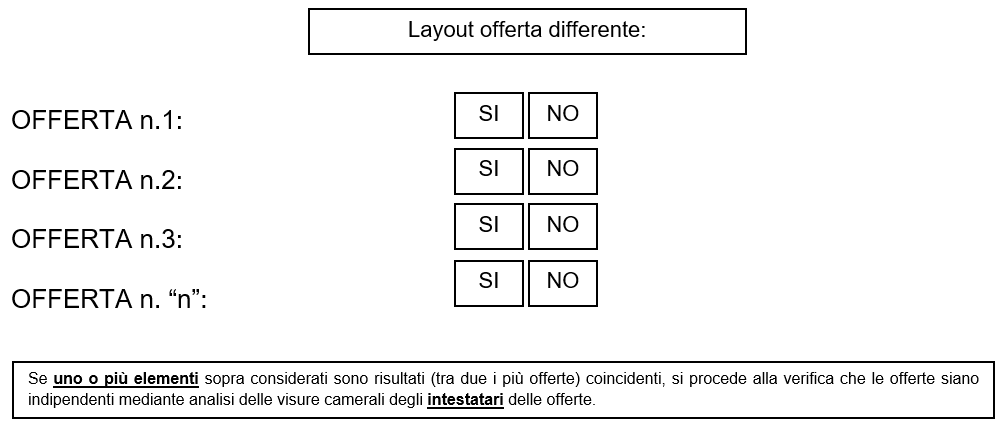 Layout offerta differente:
OFFERTA n.1: SI NO
OFFERTA n.2: SI NO
OFFERTA n.3: SI NO
OFFERTA n. “n”: SI NO
Se uno o più elementi sopra considerati sono risultati (tra due i più offerte) coincidenti, si procede alla verifica che le offerte siano
indipendenti mediante analisi delle visure camerali degli intestatari delle offerte.